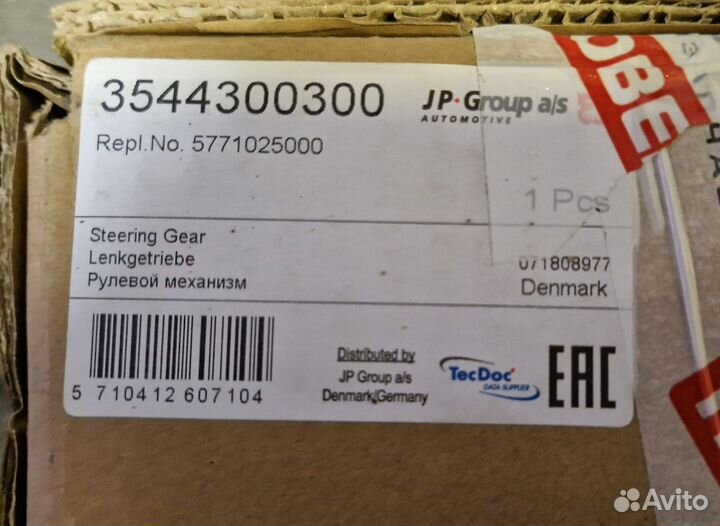 3544300300
JP·Group a/s
AUTOMOTIVE
Repl.No. 5771025000
1 Pcs
Steering Gear
Lenkgetriebe
Рулевой механизм
071808977
Denmark
5 710412 607104
Distributed by
JP Group a/s
Denmark/Germany
TecDoc
DATA SUPPLIER
EAC
Avito